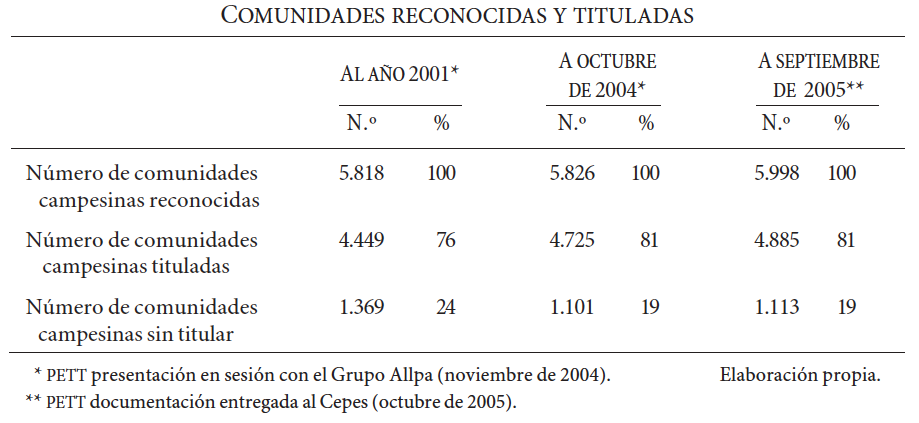 COMUNIDADES RECONOCIDAS Y TITULADAS
AL AÑO 2001* A OCTUBRE DE 2004* A SEPTIEMBRE DE 2005**
N.º % N.º % N.º %
Número de comunidades campesinas reconocidas 5.818 100 5.826 100 5.998 100
Número de comunidades campesinas tituladas 4.449 76 4.725 81 4.885 81
Número de comunidades campesinas sin titular 1.369 24 1.101 19 1.113 19
* PETT presentación en sesión con el Grupo Allpa (noviembre de 2004). Elaboración propia.
** PETT documentación entregada al Cepes (octubre de 2005).